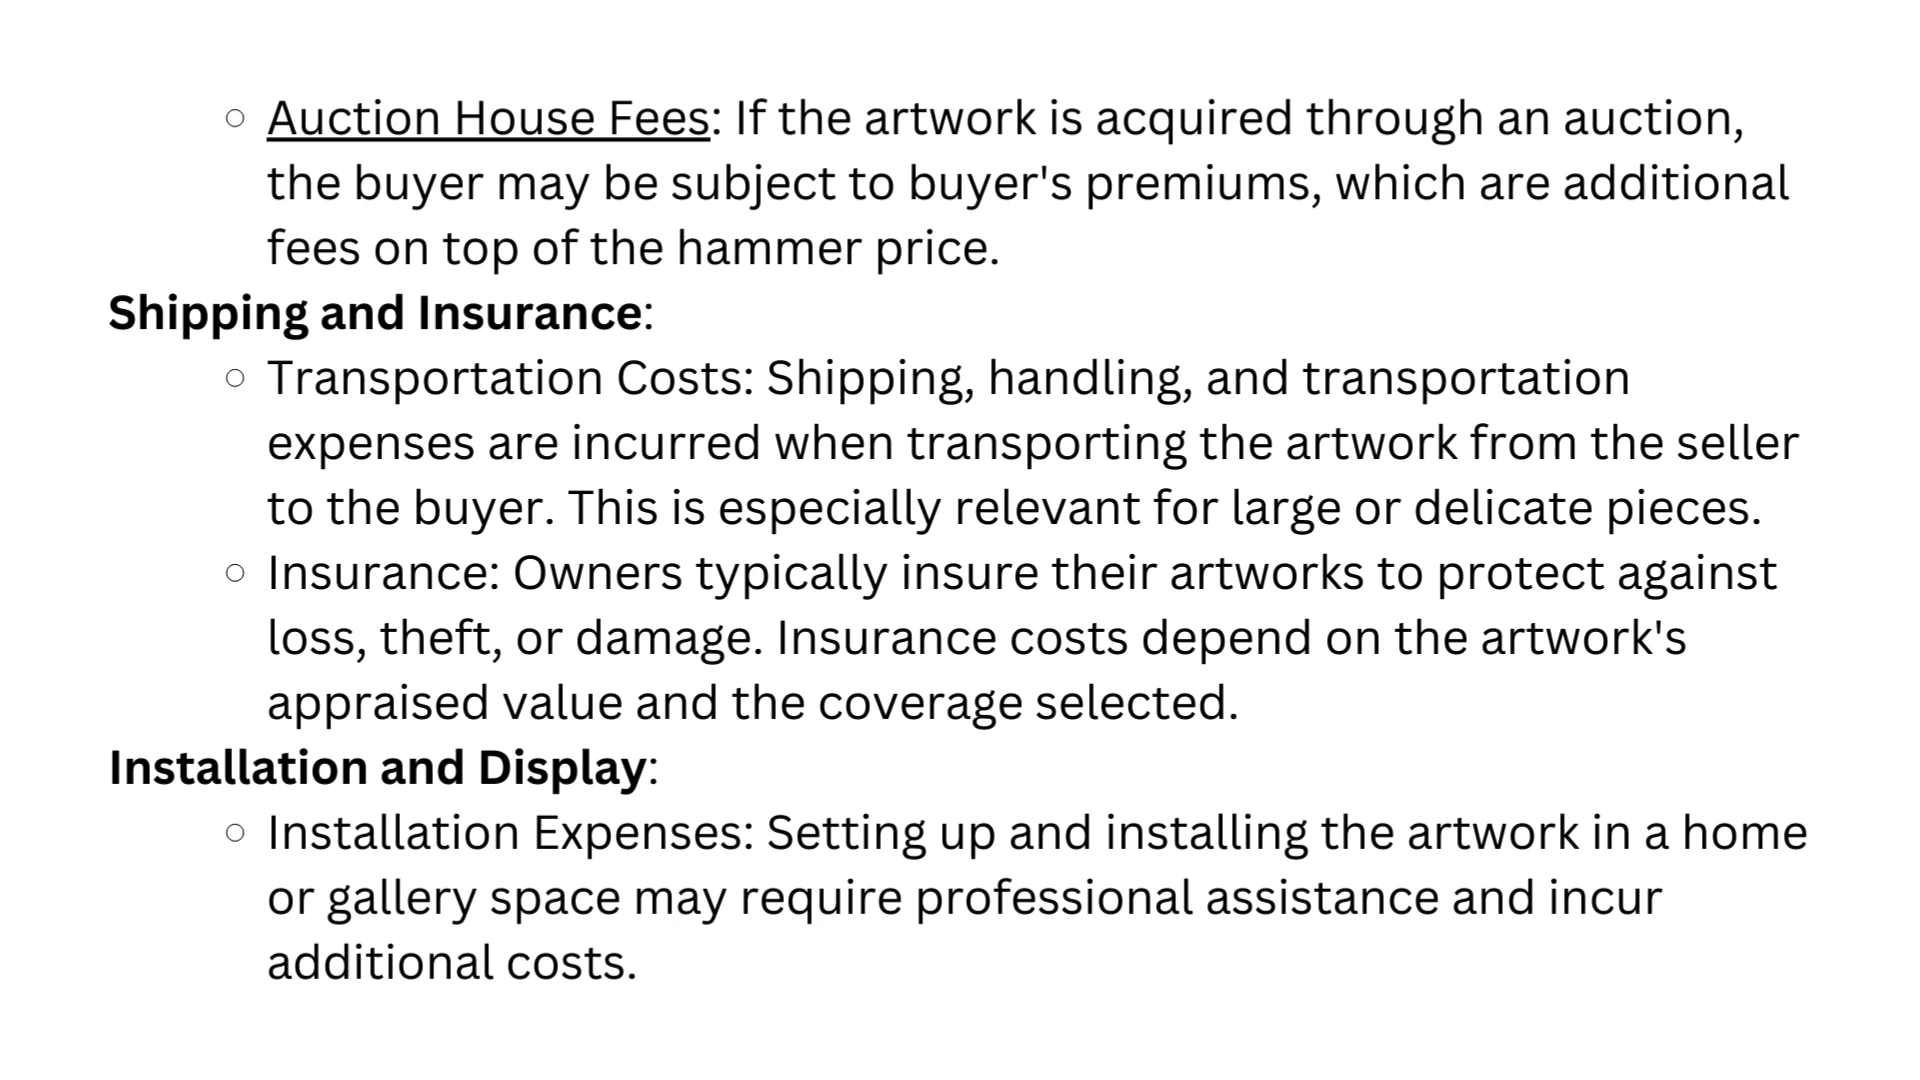 ○ Auction House Fees: If the artwork is acquired through an auction,
the buyer may be subject to buyer's premiums, which are additional
fees on top of the hammer price.
Shipping and Insurance:
○ Transportation Costs: Shipping, handling, and transportation
expenses are incurred when transporting the artwork from the seller
to the buyer. This is especially relevant for large or delicate pieces.
○ Insurance: Owners typically insure their artworks to protect against
loss, theft, or damage. Insurance costs depend on the artwork's
appraised value and the coverage selected.
Installation and Display:
○ Installation Expenses: Setting up and installing the artwork in a home
or gallery space may require professional assistance and incur
additional costs.